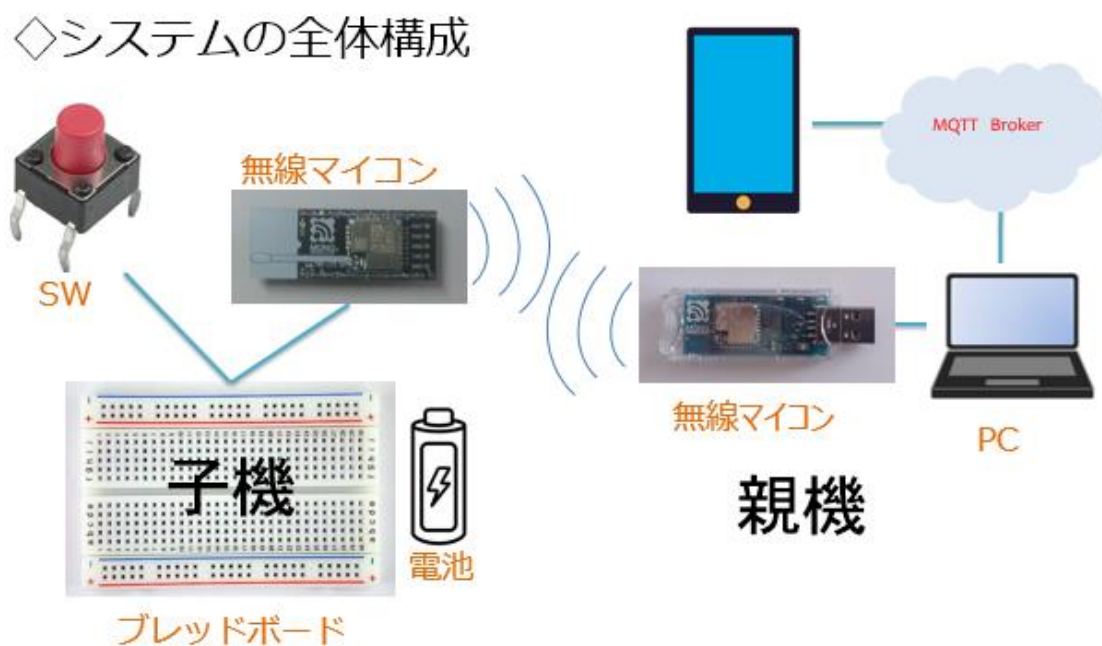 ◇システムの全体構成
MQTT Broker
無線マイコン
SW
無線マイコン
PC
子機
親機
電池
ブレッドボード